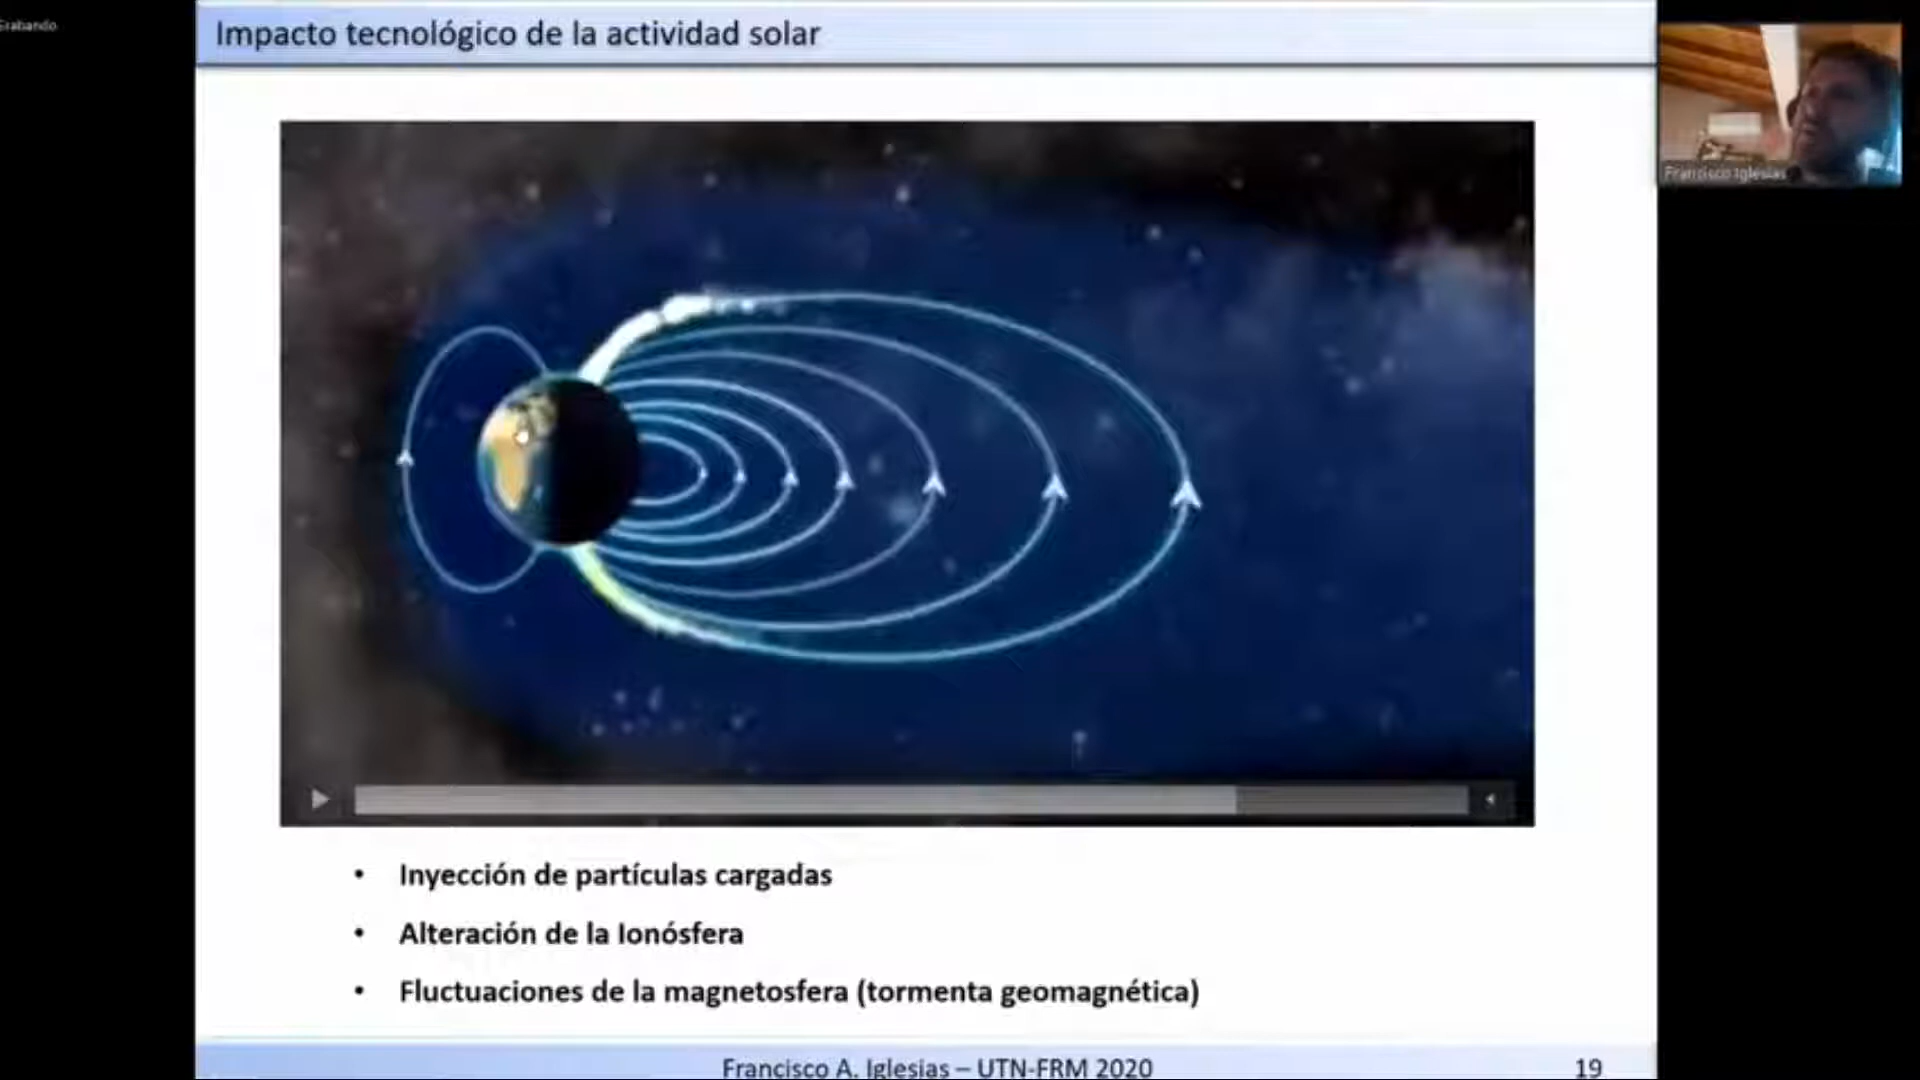 Grabando
Impacto tecnológico de la actividad solar
Francisco Iglesias
• Inyección de partículas cargadas
• Alteración de la Ionósfera
• Fluctuaciones de la magnetosfera (tormenta geomagnética)
Francisco A. Iglesias – UTN-FRM 2020
19